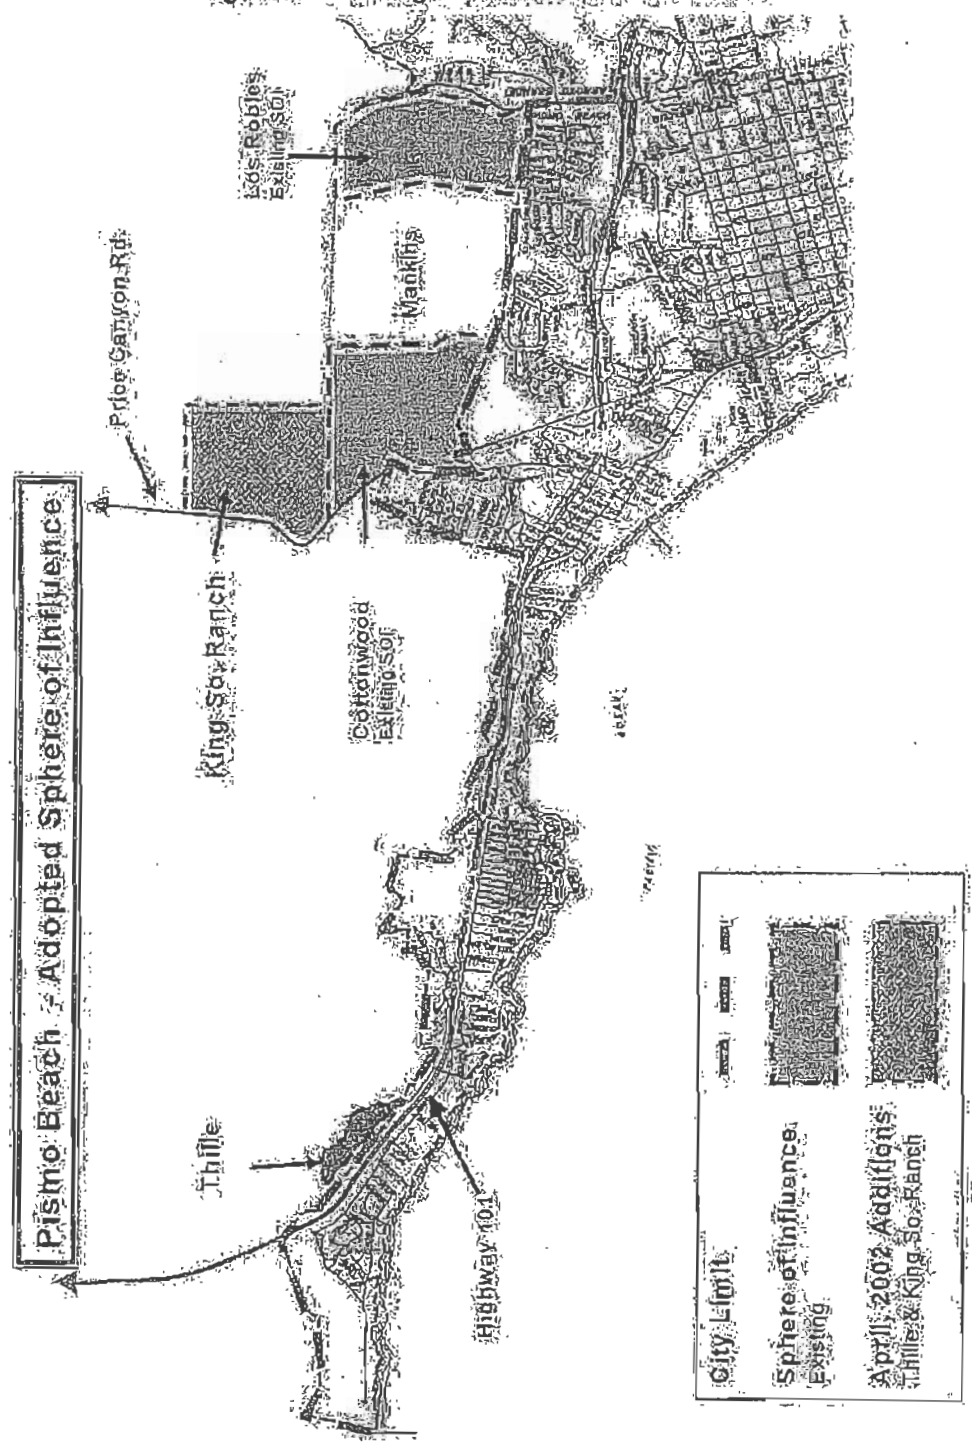 Pismo Beach - Adopted Sphere of Influence
Thille
Highway 101
King So. Ranch
Cottonwood
Existing SOI
Price Canyon Rd
Mankins
Los Robles
Existing SOI
City Limit
Sphere of Influence
Existing
April, 2002 Additions
Thille & King So. Ranch